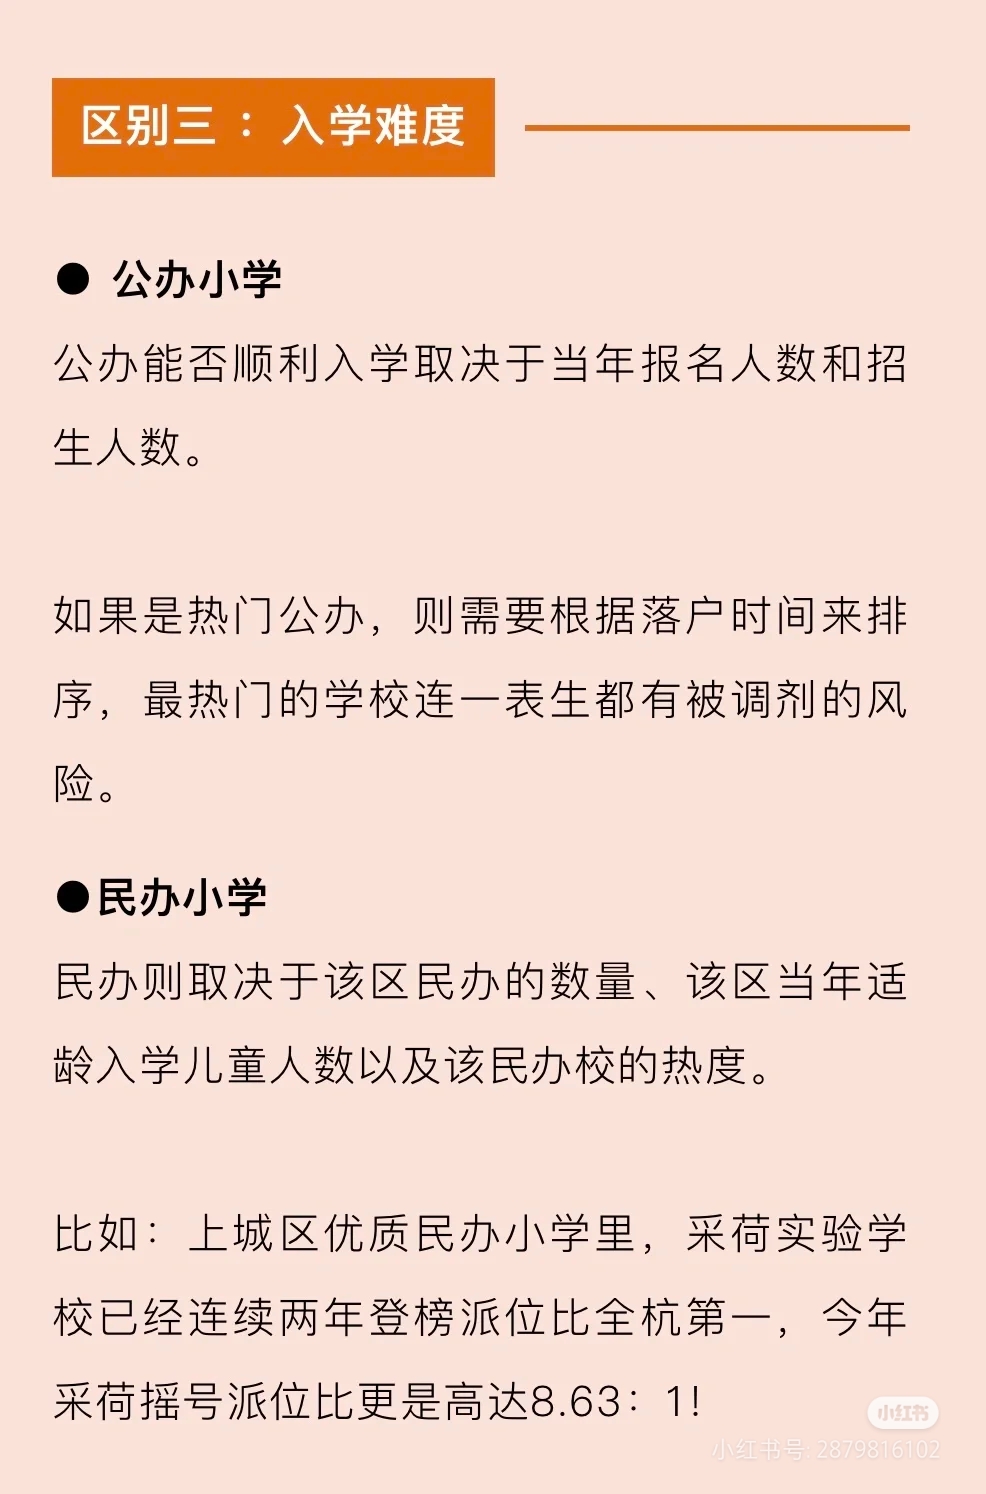 区别三：入学难度
● 公办小学
公办能否顺利入学取决于当年报名人数和招
生人数。
如果是热门公办，则需要根据落户时间来排
序，最热门的学校连一表生都有被调剂的风
险。
●民办小学
民办则取决于该区民办的数量、该区当年适
龄入学儿童人数以及该民办校的热度。
比如：上城区优质民办小学里，采荷实验学
校已经连续两年登榜派位比全杭第一，今年
采荷摇号派位比更是高达8.63：1！
小红书
小红书号: 2879816102